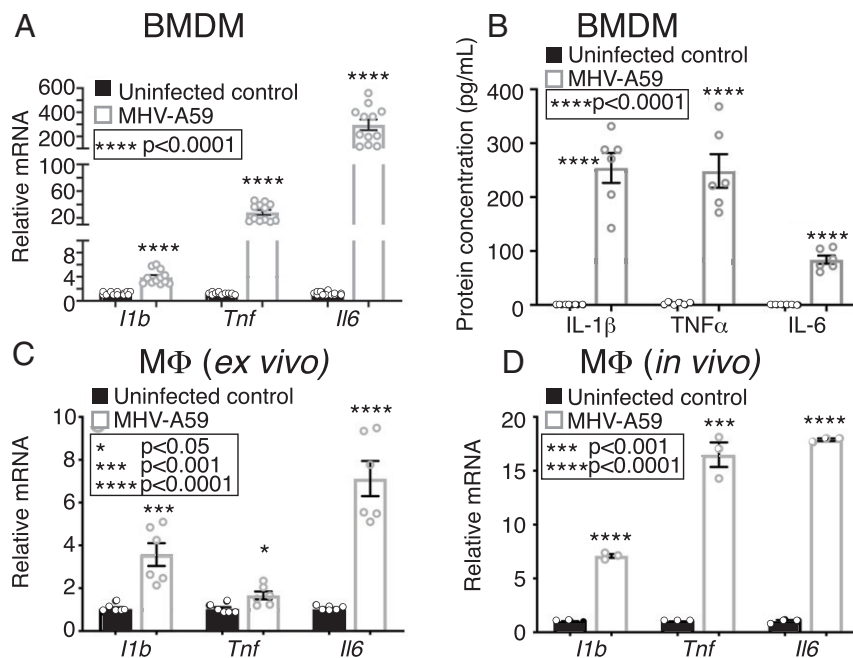 A
BMDM
Uninfected control
MHV-A59
**** p<0.0001
Relative mRNA
600
400
200
100
60
20
8
4
2
0
****
****
****
I1b
Tnf
Il6
B
BMDM
Uninfected control
MHV-A59
****p<0.0001
Protein concentration (pg/mL)
400
300
200
100
0
****
****
****
IL-1β
TNFα
IL-6
C
MΦ (ex vivo)
Uninfected control
MHV-A59
* p<0.05
*** p<0.001
**** p<0.0001
Relative mRNA
10
8
6
4
2
0
***
*
****
I1b
Tnf
Il6
D
MΦ (in vivo)
Uninfected control
MHV-A59
*** p<0.001
****p<0.0001
Relative mRNA
20
15
10
5
0
****
***
****
I1b
Tnf
Il6